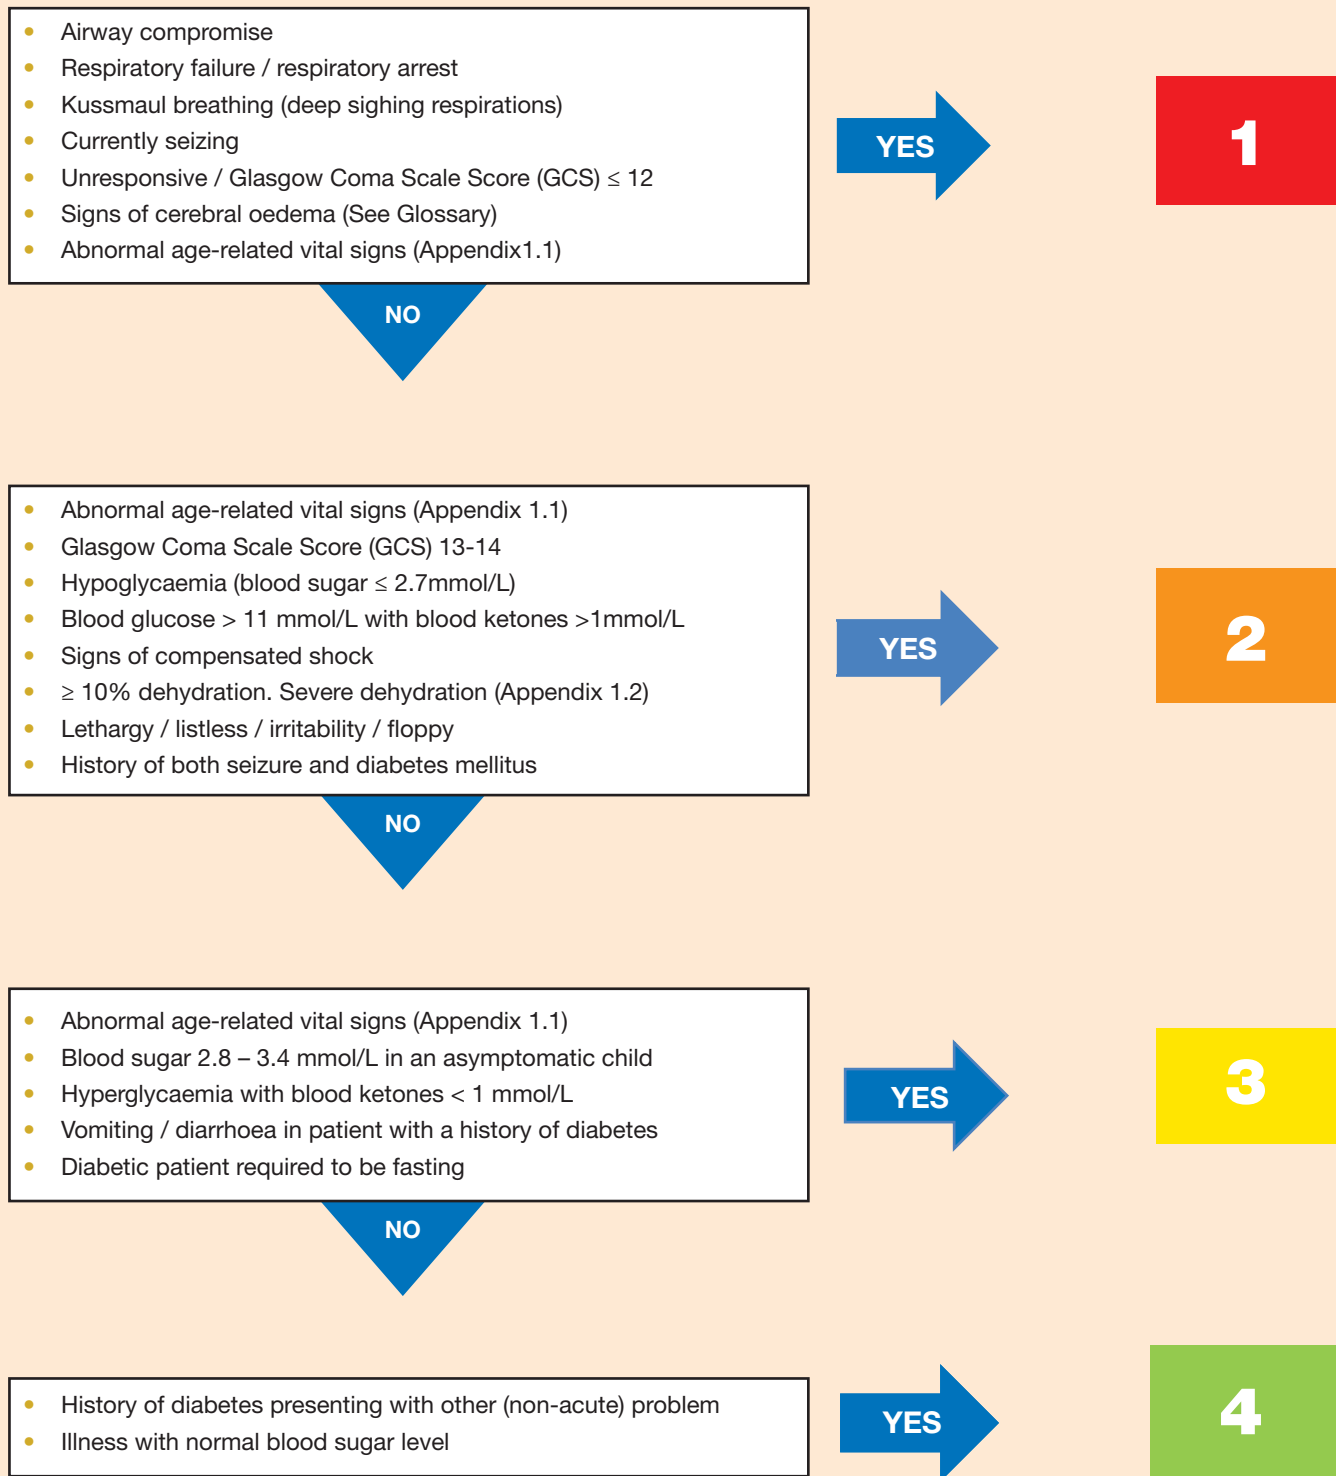 • Airway compromise
• Respiratory failure / respiratory arrest
• Kussmaul breathing (deep sighing respirations)
• Currently seizing
• Unresponsive / Glasgow Coma Scale Score (GCS) ≤ 12
• Signs of cerebral oedema (See Glossary)
• Abnormal age-related vital signs (Appendix1.1)
YES
1
NO
• Abnormal age-related vital signs (Appendix 1.1)
• Glasgow Coma Scale Score (GCS) 13-14
• Hypoglycaemia (blood sugar ≤ 2.7mmol/L)
• Blood glucose > 11 mmol/L with blood ketones >1mmol/L
• Signs of compensated shock
• ≥ 10% dehydration. Severe dehydration (Appendix 1.2)
• Lethargy / listless / irritability / floppy
• History of both seizure and diabetes mellitus
YES
2
NO
• Abnormal age-related vital signs (Appendix 1.1)
• Blood sugar 2.8 – 3.4 mmol/L in an asymptomatic child
• Hyperglycaemia with blood ketones < 1 mmol/L
• Vomiting / diarrhoea in patient with a history of diabetes
• Diabetic patient required to be fasting
YES
3
NO
• History of diabetes presenting with other (non-acute) problem
• Illness with normal blood sugar level
YES
4